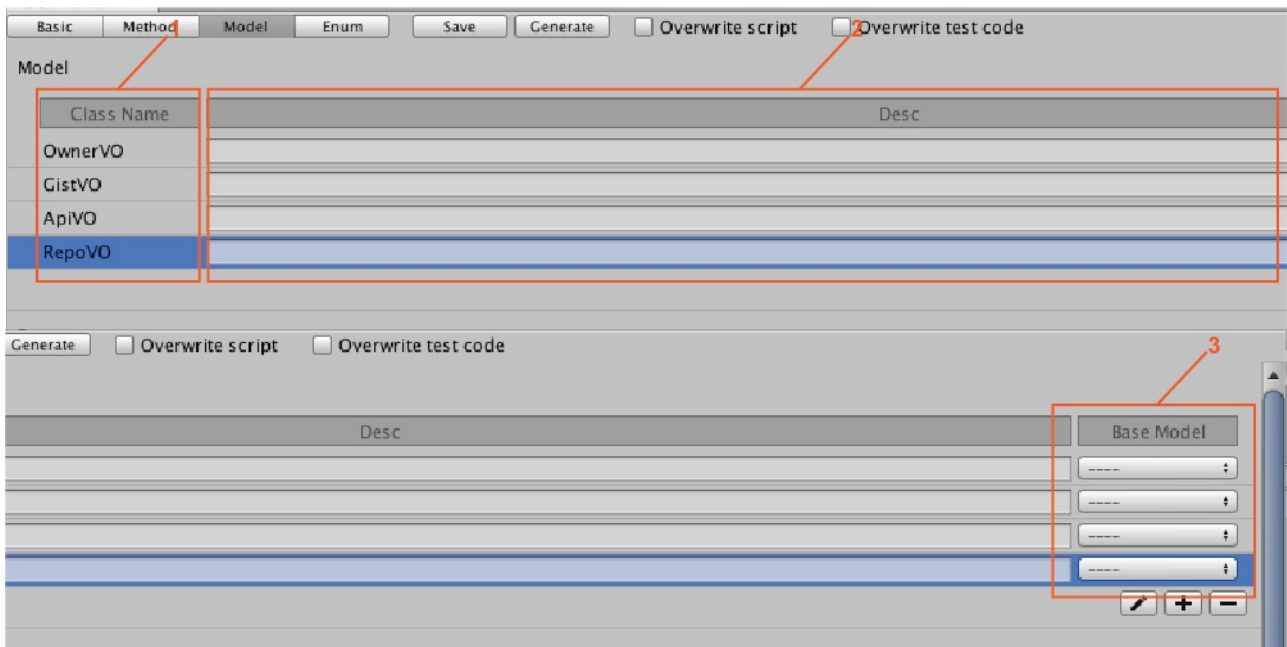 Basic Method Model Enum Save Generate Overwrite script Overwrite test code
1
2
Model
Class Name Desc
OwnerVO
GistVO
ApiVO
RepoVO
Generate Overwrite script Overwrite test code
3
Desc Base Model
----
----
----
----